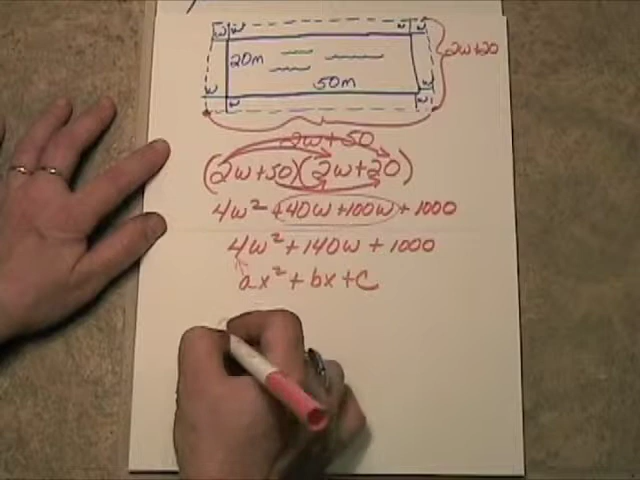 w w w
20m
2w+20
50m
w w w w
2w+50
(2w+50)(2w+20)
4w² +40w+100w+1000
4w²+140w+1000
ax²+bx+c